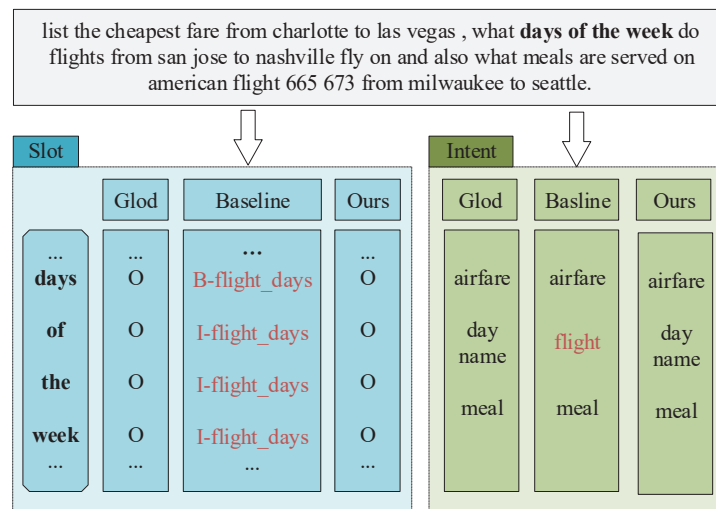 list the cheapest fare from charlotte to las vegas , what days of the week do
flights from san jose to nashville fly on and also what meals are served on
american flight 665 673 from milwaukee to seattle.
Slot
Glod Baseline Ours
... ... ... ...
days O B-flight_days O
of O I-flight_days O
the O I-flight_days O
week O I-flight_days O
... ... ... ...
Intent
Glod Basline Ours
airfare airfare airfare
day flight day
name name
meal meal meal